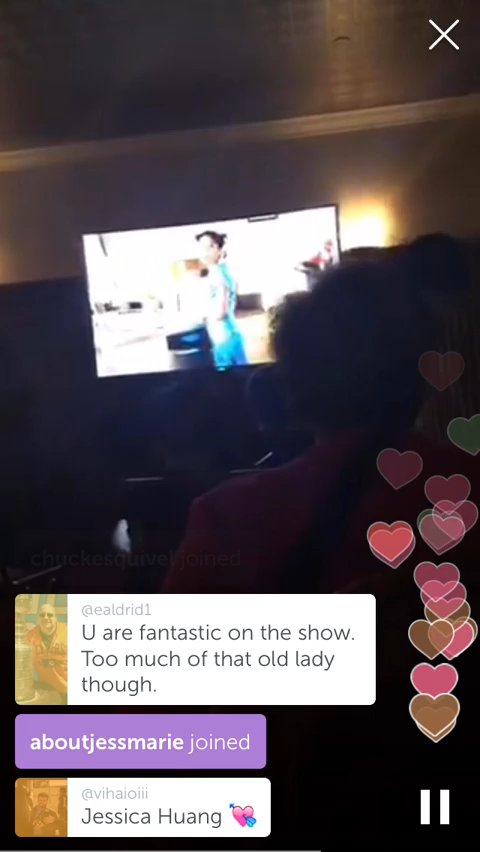 chuckesquivel joined
@ealdrid1
U are fantastic on the show.
Too much of that old lady
though.
aboutjessmarie joined
@vihaioiii
Jessica Huang 💘